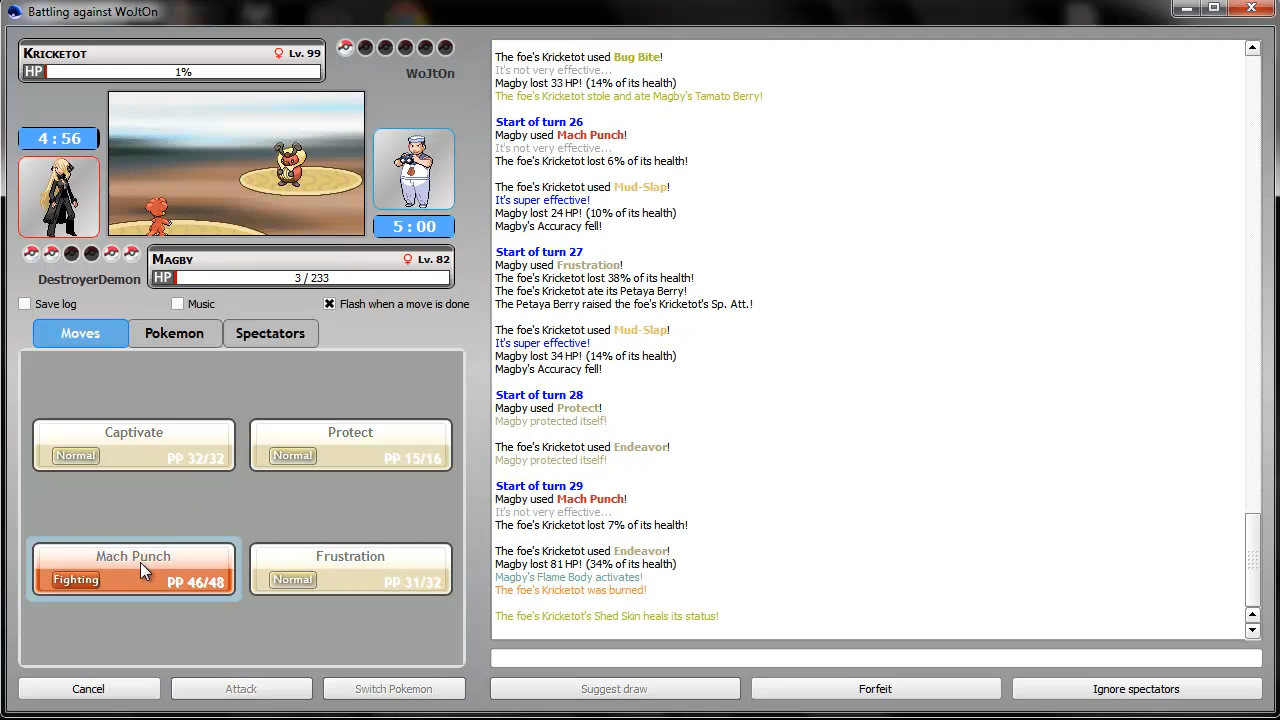 Battling against WoJtOn
KRICKETOT ♀ Lv. 99
HP 1%
WoJtOn
4:56
5:00
MAGBY ♀ Lv. 82
HP 3 / 233
DestroyerDemon
Save log Music Flash when a move is done
Moves Pokemon Spectators
Captivate
Normal PP 32/32
Protect
Normal PP 15/16
Mach Punch
Fighting PP 46/48
Frustration
Normal PP 31/32
Cancel Attack Switch Pokemon
The foe's Kricketot used Bug Bite!
It's not very effective...
Magby lost 33 HP! (14% of its health)
The foe's Kricketot stole and ate Magby's Tamato Berry!
Start of turn 26
Magby used Mach Punch!
It's not very effective...
The foe's Kricketot lost 6% of its health!
The foe's Kricketot used Mud-Slap!
It's super effective!
Magby lost 24 HP! (10% of its health)
Magby's Accuracy fell!
Start of turn 27
Magby used Frustration!
The foe's Kricketot lost 38% of its health!
The foe's Kricketot ate its Petaya Berry!
The Petaya Berry raised the foe's Kricketot's Sp. Att.!
The foe's Kricketot used Mud-Slap!
It's super effective!
Magby lost 34 HP! (14% of its health)
Magby's Accuracy fell!
Start of turn 28
Magby used Protect!
Magby protected itself!
The foe's Kricketot used Endeavor!
Magby protected itself!
Start of turn 29
Magby used Mach Punch!
It's not very effective...
The foe's Kricketot lost 7% of its health!
The foe's Kricketot used Endeavor!
Magby lost 81 HP! (34% of its health)
Magby's Flame Body activates!
The foe's Kricketot was burned!
The foe's Kricketot's Shed Skin heals its status!
Suggest draw Forfeit Ignore spectators